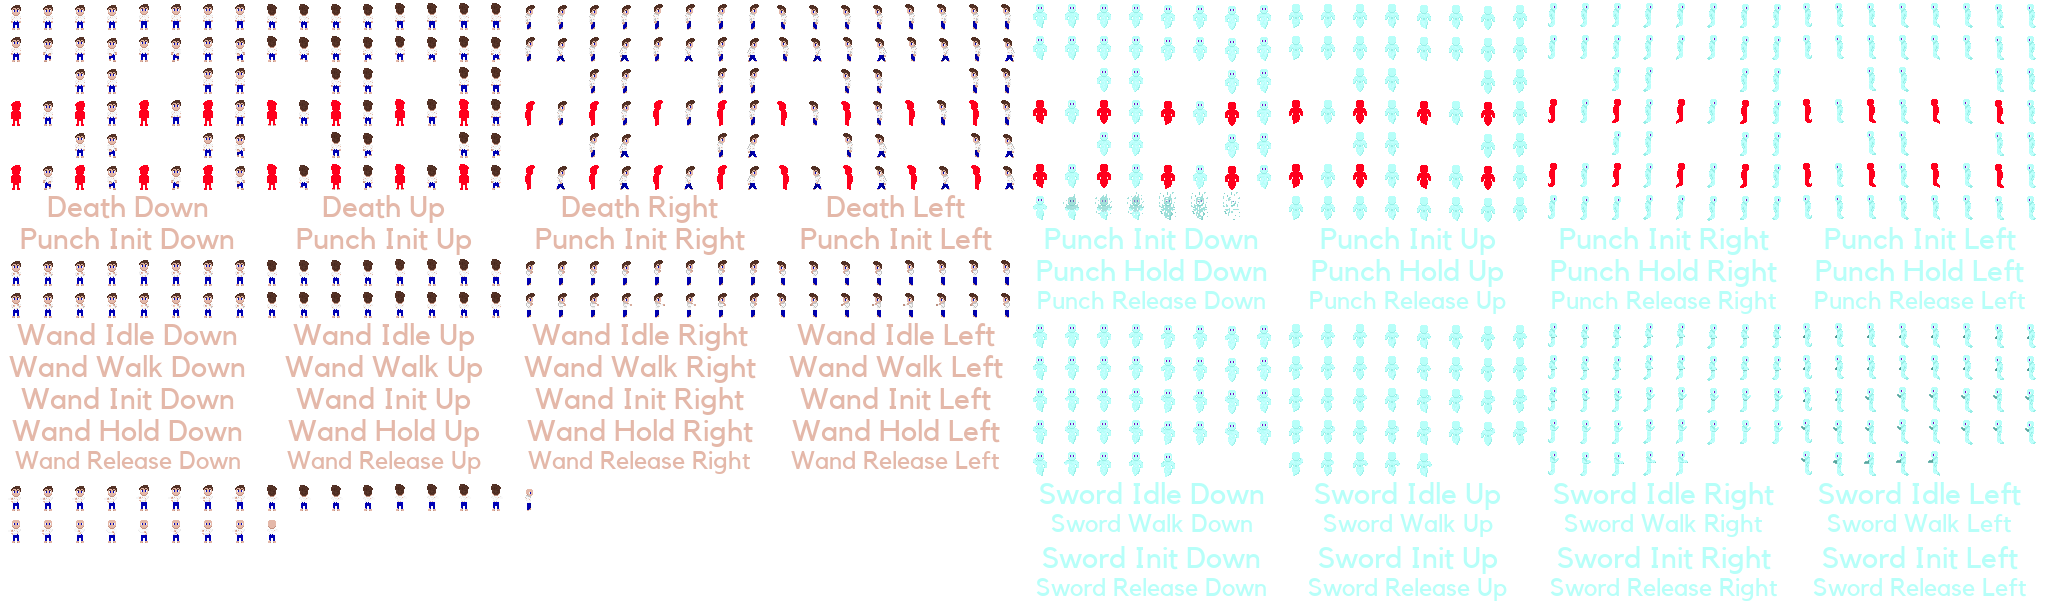 Death Down Death Up Death Right Death Left
Punch Init Down Punch Init Up Punch Init Right Punch Init Left Punch Init Down Punch Init Up Punch Init Right Punch Init Left
Punch Hold Down Punch Hold Up Punch Hold Right Punch Hold Left
Punch Release Down Punch Release Up Punch Release Right Punch Release Left
Wand Idle Down Wand Idle Up Wand Idle Right Wand Idle Left
Wand Walk Down Wand Walk Up Wand Walk Right Wand Walk Left
Wand Init Down Wand Init Up Wand Init Right Wand Init Left
Wand Hold Down Wand Hold Up Wand Hold Right Wand Hold Left
Wand Release Down Wand Release Up Wand Release Right Wand Release Left
Sword Idle Down Sword Idle Up Sword Idle Right Sword Idle Left
Sword Walk Down Sword Walk Up Sword Walk Right Sword Walk Left
Sword Init Down Sword Init Up Sword Init Right Sword Init Left
Sword Release Down Sword Release Up Sword Release Right Sword Release Left